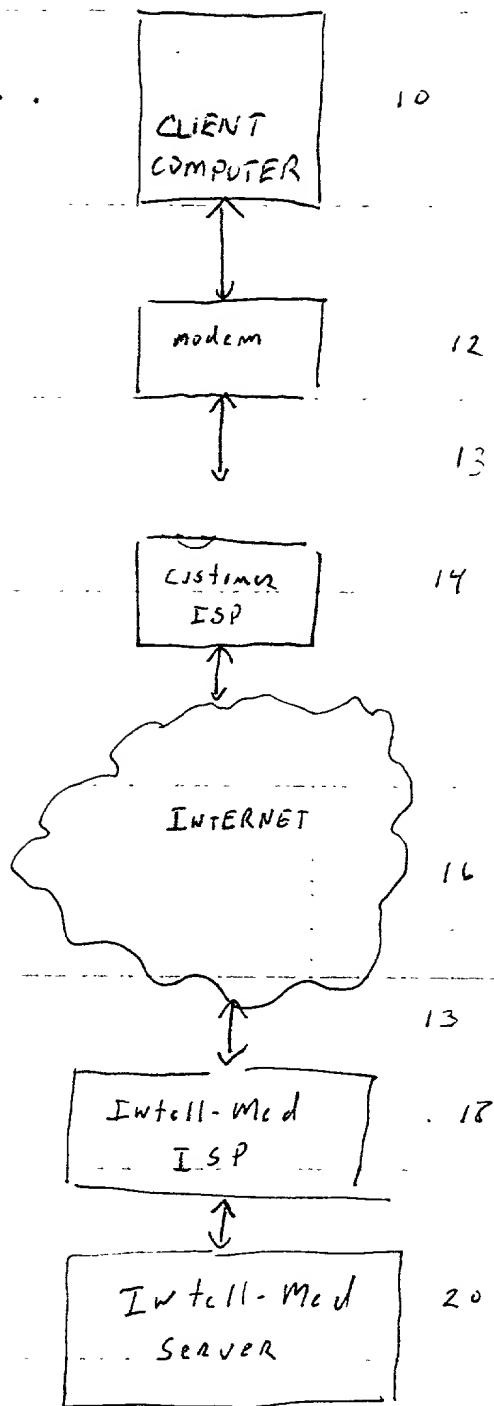 10
CLIENT
COMPUTER
modem
12
13
customer
ISP
14
INTERNET
16
13
Intell-Med
ISP
18
Intell-Med
Server
20